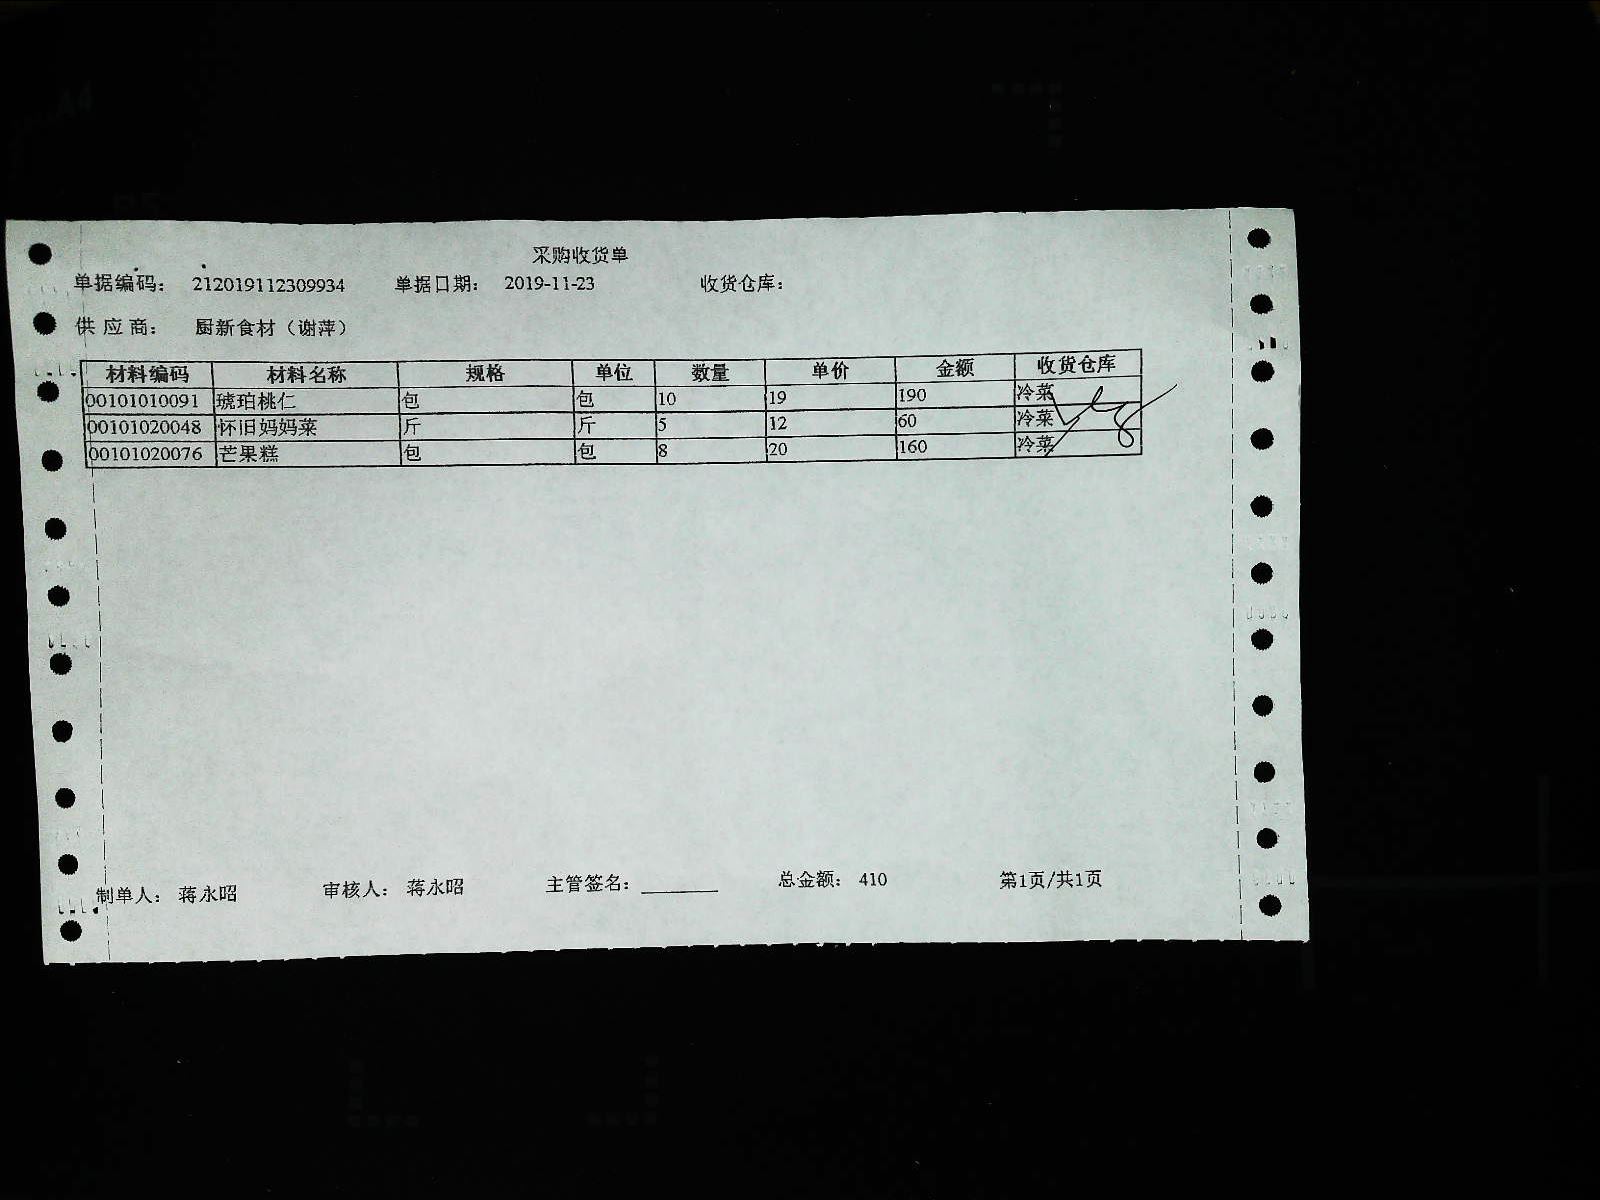 采购收货单
单据编码： 212019112309934 单据日期： 2019-11-23 收货仓库：
供应商： 厨新食材（谢萍）
材料编码 材料名称 规格 单位 数量 单价 金额 收货仓库
00101010091 琥珀桃仁 包 包 10 19 190 冷菜
00101020048 怀旧妈妈菜 斤 斤 5 12 60 冷菜
00101020076 芒果糕 包 包 8 20 160 冷菜
制单人： 蒋永昭 审核人： 蒋永昭 主管签名：________ 总金额： 410 第1页/共1页